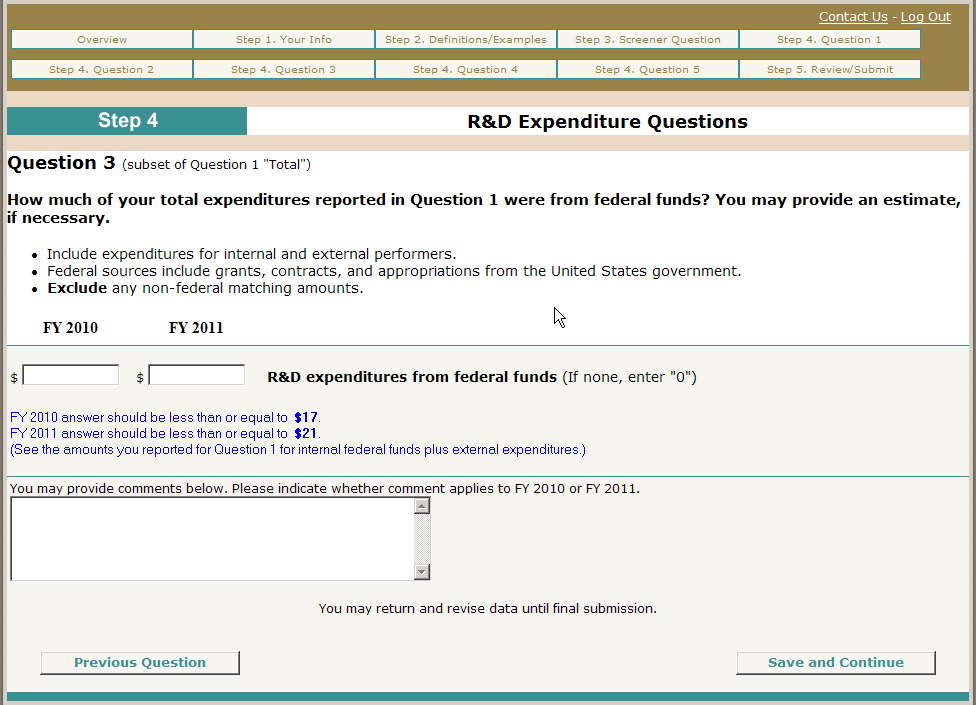 Contact Us - Log Out
Overview
Step 1. Your Info
Step 2. Definitions/Examples
Step 3. Screener Question
Step 4. Question 1
Step 4. Question 2
Step 4. Question 3
Step 4. Question 4
Step 4. Question 5
Step 5. Review/Submit
Step 4
R&D Expenditure Questions
Question 3 (subset of Question 1 "Total")
How much of your total expenditures reported in Question 1 were from federal funds? You may provide an estimate,
if necessary.
• Include expenditures for internal and external performers.
• Federal sources include grants, contracts, and appropriations from the United States government.
• Exclude any non-federal matching amounts.
FY 2010 FY 2011
$ $ R&D expenditures from federal funds (If none, enter "0")
FY 2010 answer should be less than or equal to $17.
FY 2011 answer should be less than or equal to $21.
(See the amounts you reported for Question 1 for internal federal funds plus external expenditures.)
You may provide comments below. Please indicate whether comment applies to FY 2010 or FY 2011.
You may return and revise data until final submission.
Previous Question
Save and Continue